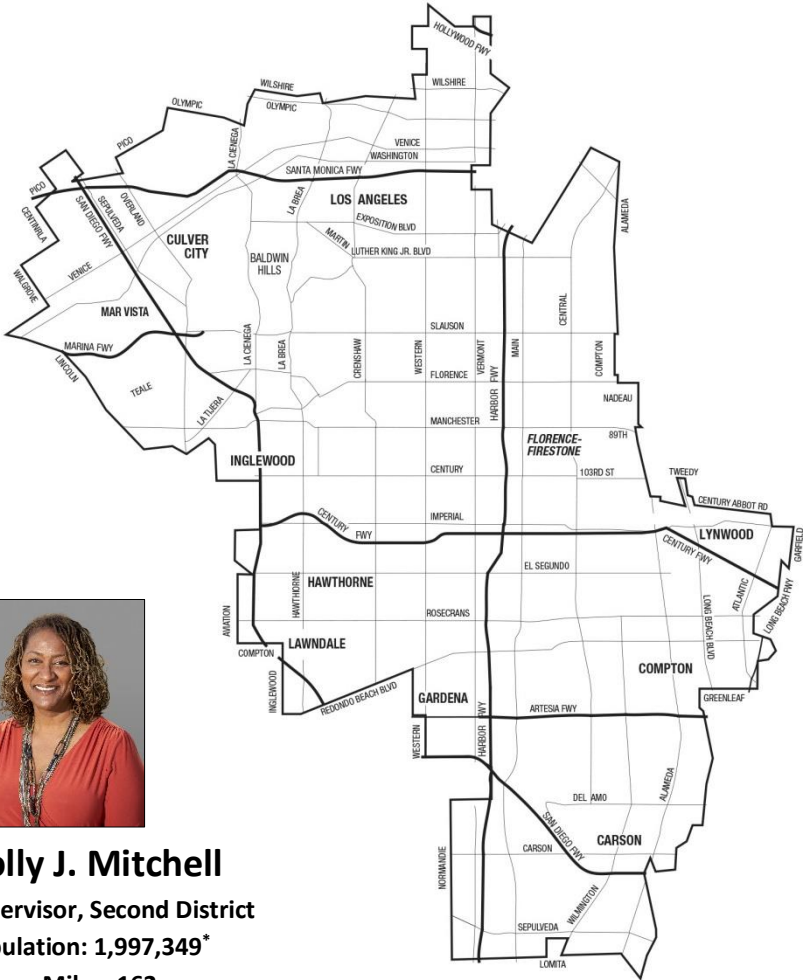 HOLLYWOOD FWY
WILSHIRE
WILSHIRE
OLYMPIC
OLYMPIC
PICO
LA CIENEGA
VENICE
WASHINGTON
SANTA MONICA FWY
PICO
CENTINRLA
SAN DIEGO FWY
SEPULVEDA
OVERLAND
LA BREA
LOS ANGELES
EXPOSITION BLVD
MARTIN
LUTHER KING JR. BLVD
ALAMEDA
CULVER
CITY
BALDWIN
HILLS
WALGROVE
VENICE
MAR VISTA
CENTRAL
MARINA FWY
SLAUSON
LINCOLN
LA CIENEGA
LA BREA
CRENSHAW
WESTERN
VERMONT
HARBOR FWY
MAIN
COMPTON
FLORENCE
TEALE
LA TIJERA
NADEAU
MANCHESTER
89TH
FLORENCE-
FIRESTONE
INGLEWOOD
CENTURY
103RD ST
TWEEDY
CENTURY ABBOT RD
CENTURY
FWY
IMPERIAL
LYNWOOD
CENTURY FWY
GARFIELD
EL SEGUNDO
HAWTHORNE
HAWTHORNE
AVIATION
ROSECRANS
LONG BEACH BLVD
ATLANTIC
LONG BEACH FWY
LAWNDALE
COMPTON
INGLEWOOD
REDONDO BEACH BLVD
GARDENA
COMPTON
GREENLEAF
WESTERN
HARBOR FWY
ARTESIA FWY
DEL AMO
ALAMEDA
SAN DIEGO FWY
CARSON
CARSON
NORMANDIE
WILMINGTON
SEPULVEDA
LOMITA
olly J. Mitchell
pervisor, Second District
pulation: 1,997,349*